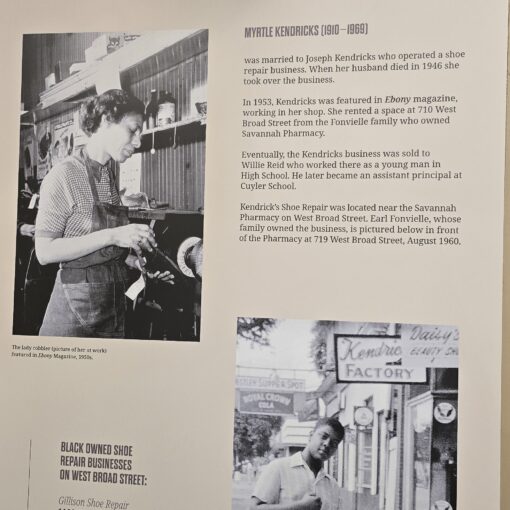 MYRTLE KENDRICKS (1910–1969)
was married to Joseph Kendricks who operated a shoe
repair business. When her husband died in 1946 she
took over the business.
In 1953, Kendricks was featured in Ebony magazine,
working in her shop. She rented a space at 710 West
Broad Street from the Fonvielle family who owned
Savannah Pharmacy.
Eventually, the Kendricks business was sold to
Willie Reid who worked there as a young man in
High School. He later became an assistant principal at
Cuyler School.
Kendrick's Shoe Repair was located near the Savannah
Pharmacy on West Broad Street. Earl Fonvielle, whose
family owned the business, is pictured below in front
of the Pharmacy at 719 West Broad Street, August 1960.
The lady cobbler (picture of her at work)
featured in Ebony Magazine, 1950s.
Daisy's
BEAUTY
Kendric
FACTORY
SUPPER SPOT
ROYAL CROWN
COLA
BLACK OWNED SHOE
REPAIR BUSINESSES
ON WEST BROAD STREET:
Gillison Shoe Repair